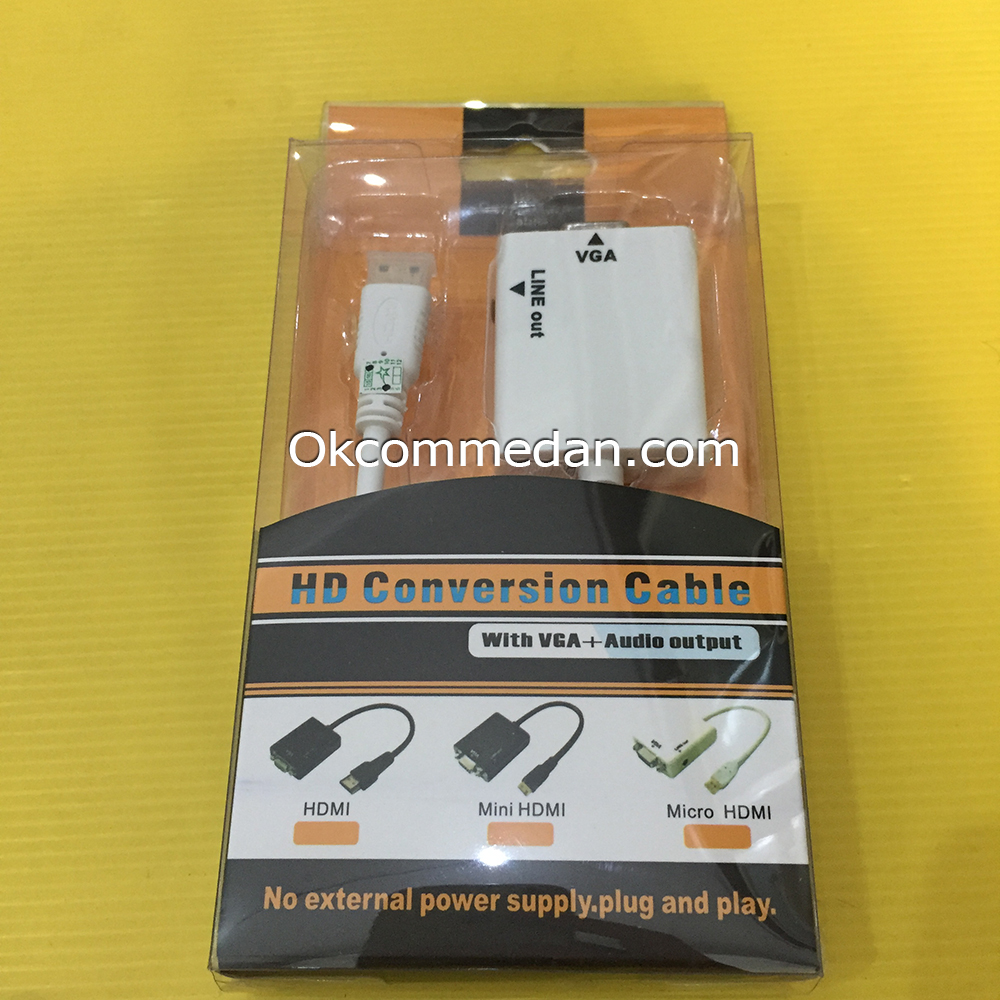 VGA
LINE out
Okcommedan.com
HD Conversion Cable
With VGA+Audio output
HDMI
Mini HDMI
Micro HDMI
No external power supply.plug and play.